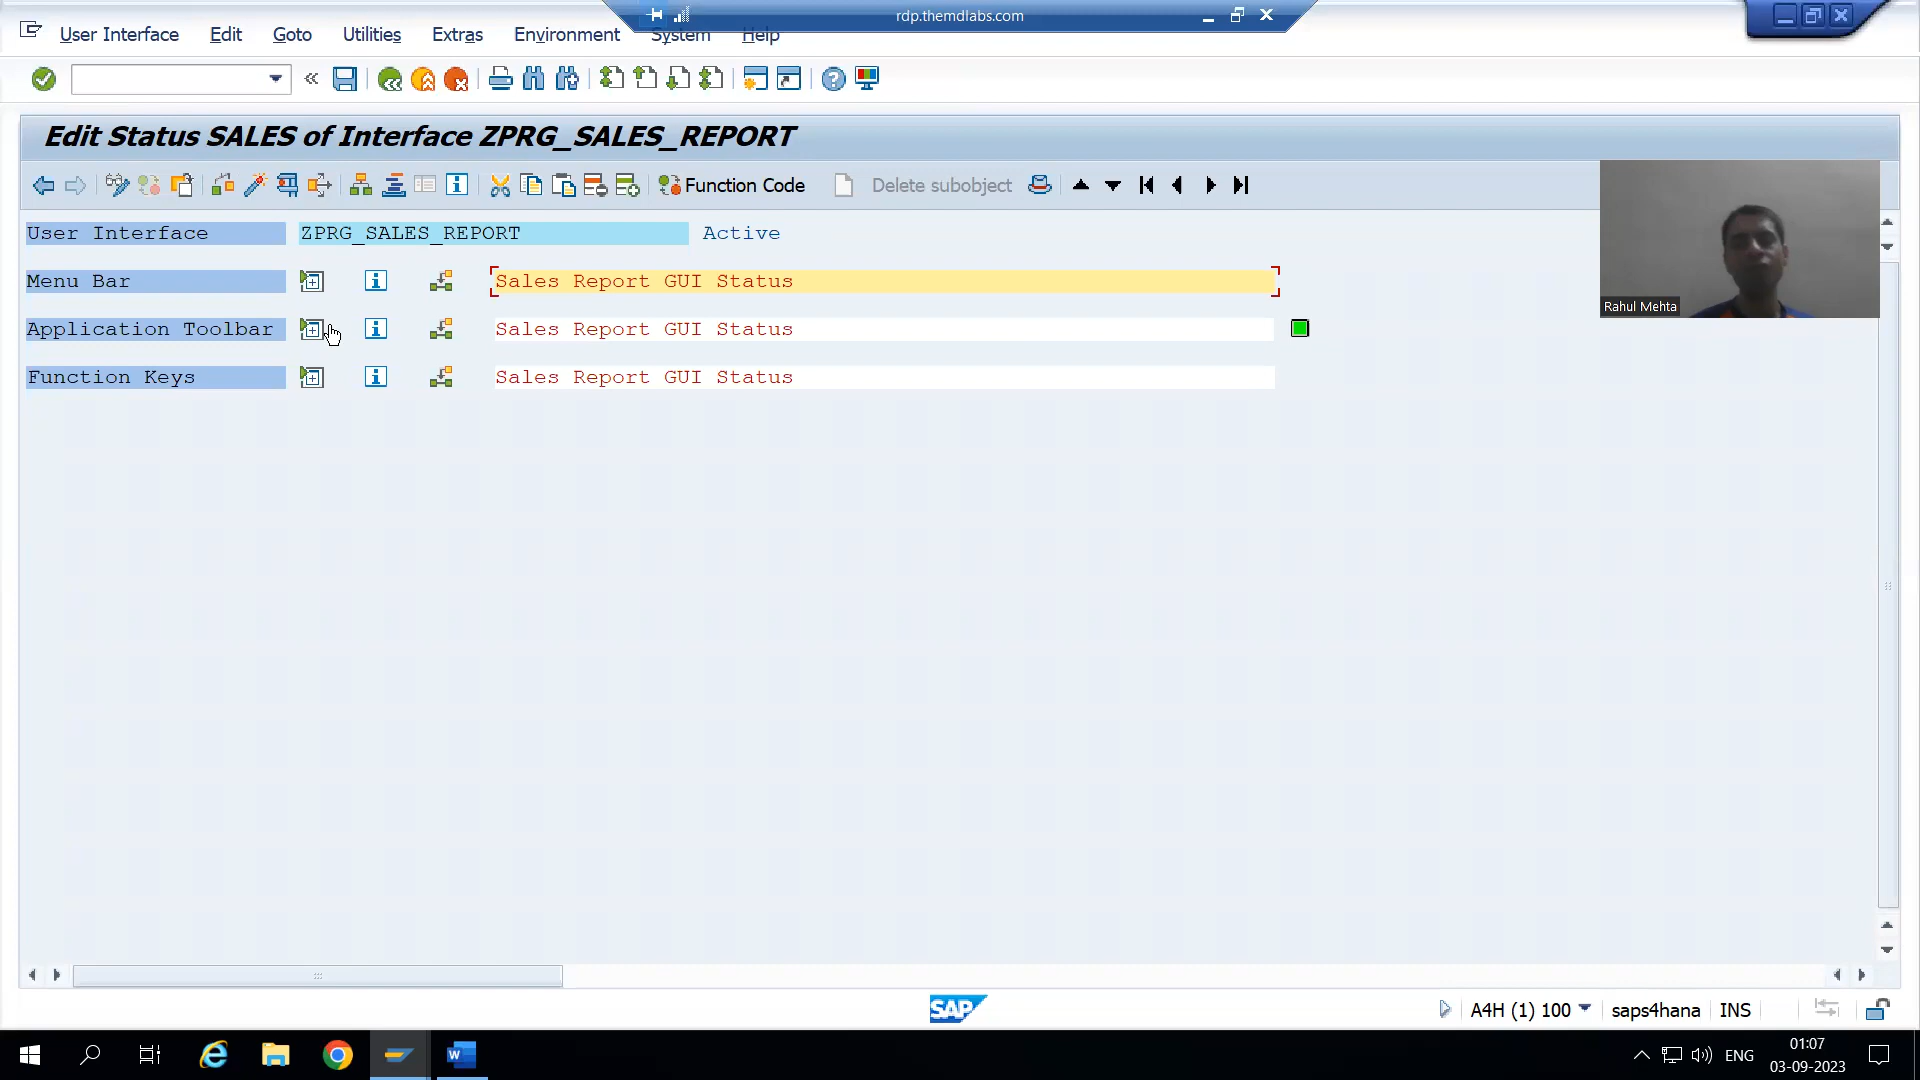 rdp.themdlabs.com
User Interface Edit Goto Utilities Extras Environment System Help
Edit Status SALES of Interface ZPRG_SALES_REPORT
Function Code Delete subobject
User Interface ZPRG_SALES_REPORT Active
Menu Bar Sales Report GUI Status
Application Toolbar Sales Report GUI Status
Function Keys Sales Report GUI Status
Rahul Mehta
SAP
A4H (1) 100 saps4hana INS
ENG
01:07
03-09-2023